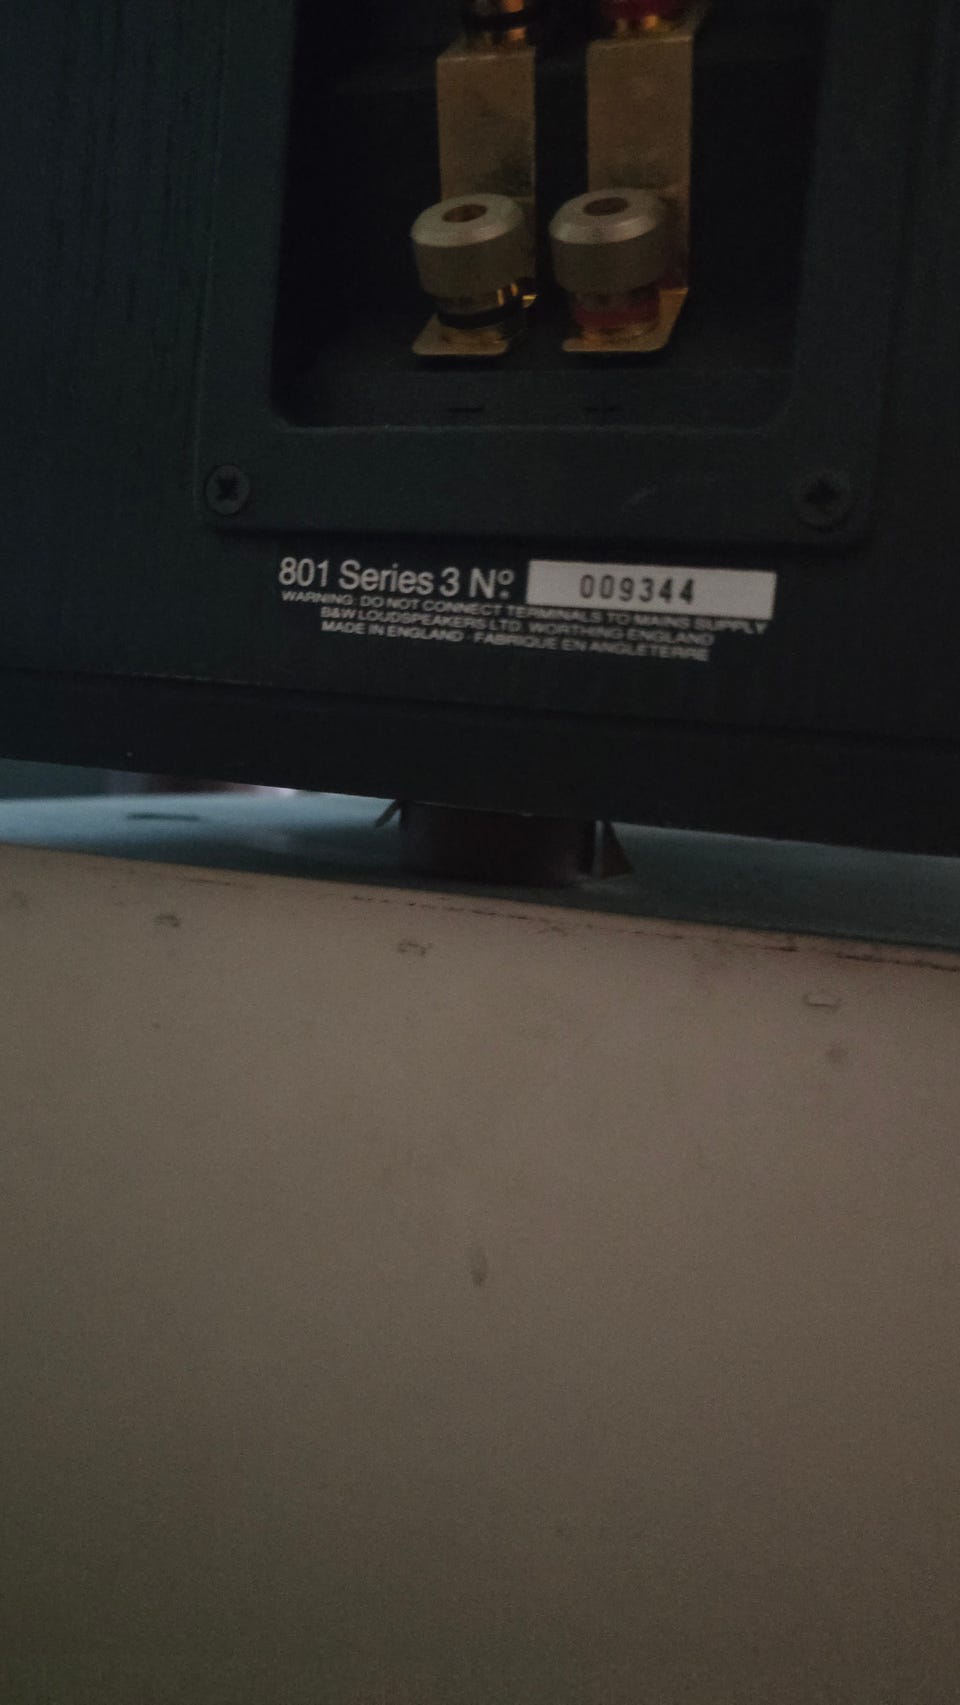 801 Series 3 Nº. 009344
WARNING: DO NOT CONNECT TERMINALS TO MAINS SUPPLY
B&W LOUDSPEAKERS LTD. WORTHING ENGLAND
MADE IN ENGLAND · FABRIQUE EN ANGLETERRE